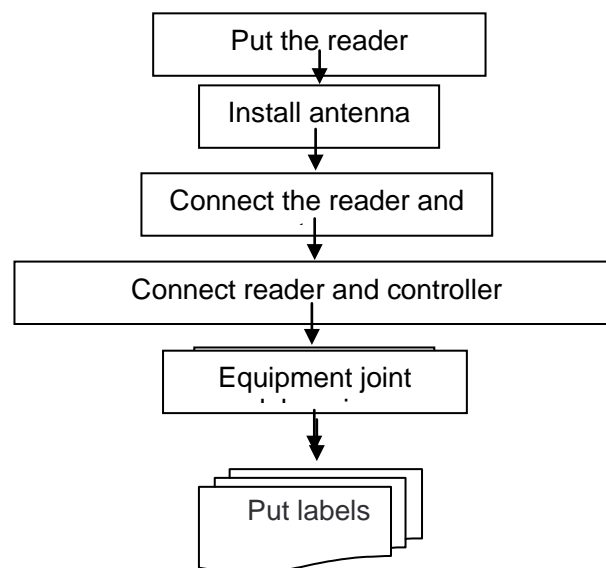 Put the reader
Install antenna
Connect the reader and
Connect reader and controller
Equipment joint
Put labels